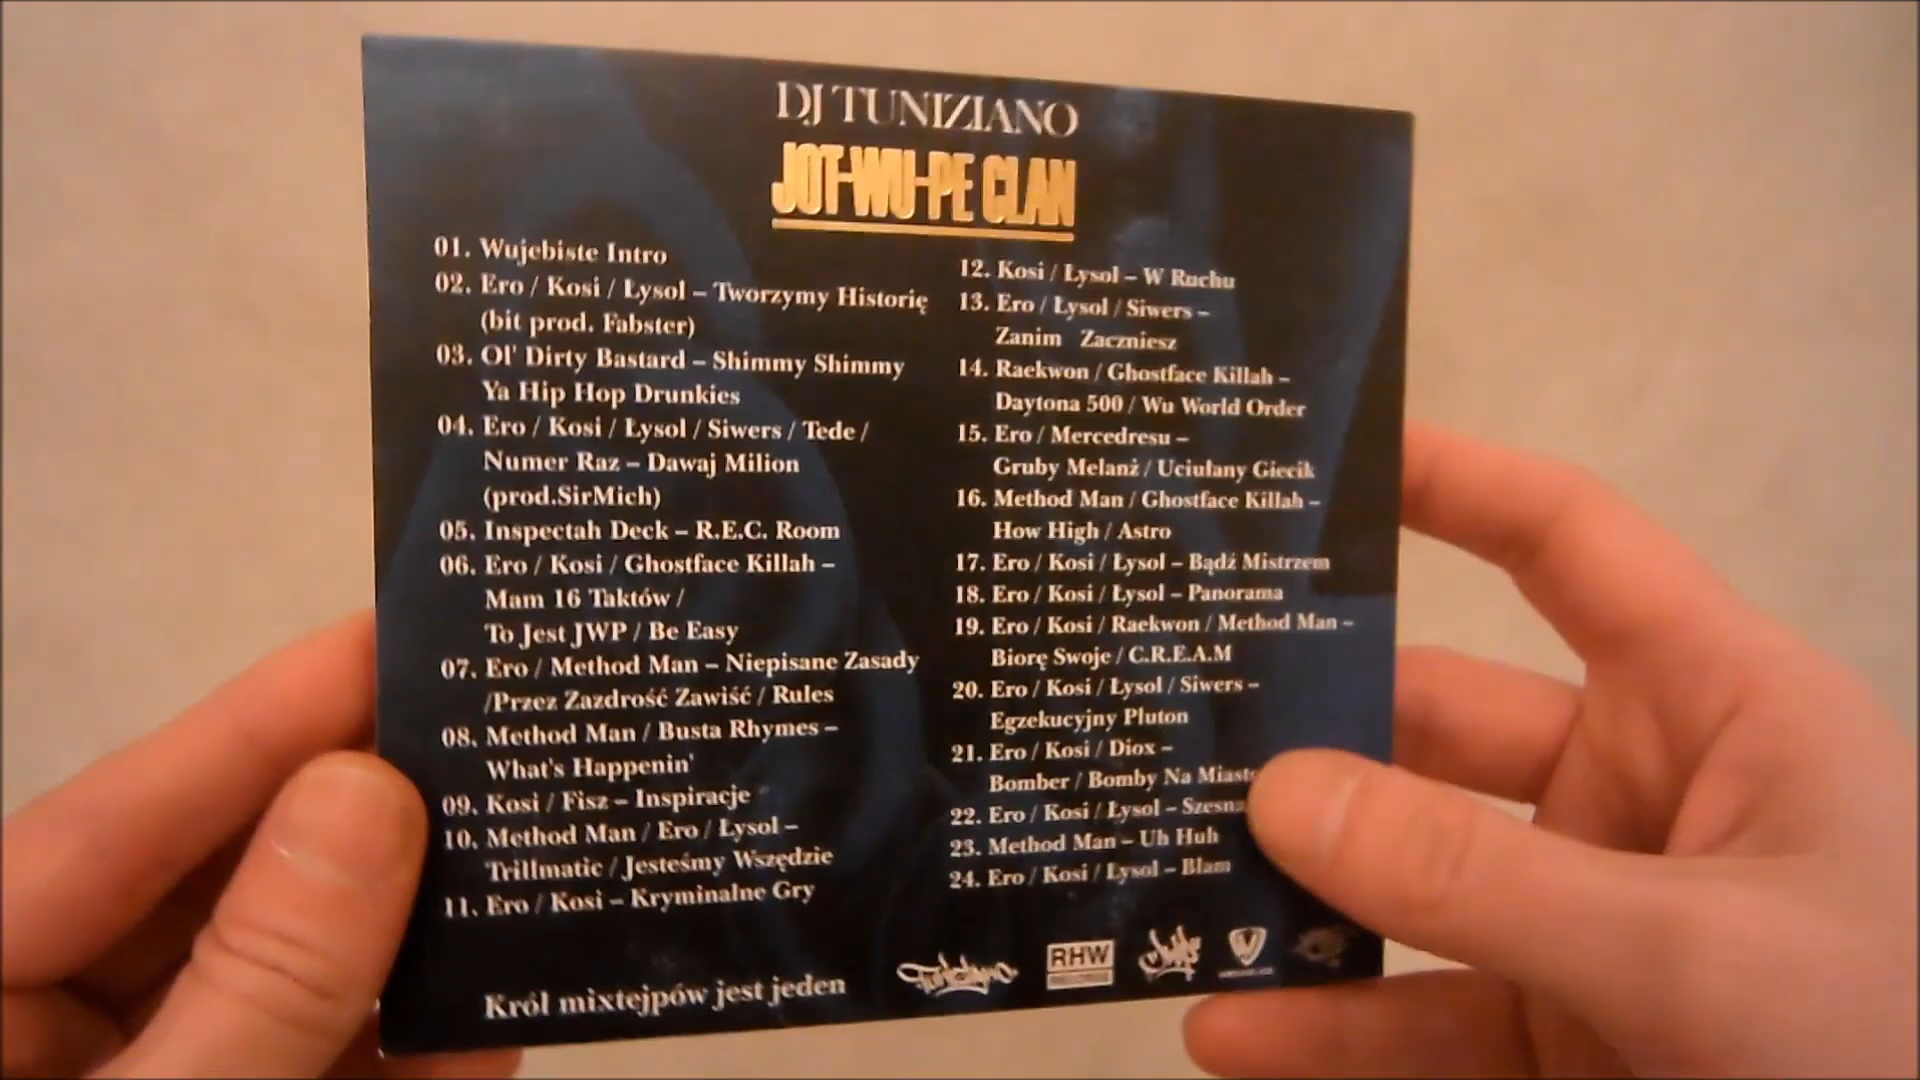 DJ TUNIZIANO
JOT-WU-PE CLAN
01. Wujebiste Intro
02. Ero / Kosi / Łysol – Tworzymy Historię
(bit prod. Fabster)
03. Ol' Dirty Bastard – Shimmy Shimmy
Ya Hip Hop Drunkies
04. Ero / Kosi / Łysol / Siwers / Tede /
Numer Raz – Dawaj Milion
(prod.SirMich)
05. Inspectah Deck – R.E.C. Room
06. Ero / Kosi / Ghostface Killah –
Mam 16 Taktów /
To Jest JWP / Be Easy
07. Ero / Method Man – Niepisane Zasady
/Przez Zazdrość Zawiść / Rules
08. Method Man / Busta Rhymes –
What's Happenin'
09. Kosi / Fisz – Inspiracje
10. Method Man / Ero / Łysol –
Trillmatic / Jesteśmy Wszędzie
11. Ero / Kosi – Kryminalne Gry
12. Kosi / Łysol – W Ruchu
13. Ero / Łysol / Siwers –
Zanim Zaczniesz
14. Raekwon / Ghostface Killah –
Daytona 500 / Wu World Order
15. Ero / Mercedresu –
Gruby Melanż / Uciułany Giecik
16. Method Man / Ghostface Killah –
How High / Astro
17. Ero / Kosi / Łysol – Bądź Mistrzem
18. Ero / Kosi / Łysol – Panorama
19. Ero / Kosi / Raekwon / Method Man –
Biorę Swoje / C.R.E.A.M
20. Ero / Kosi / Łysol / Siwers –
Egzekucyjny Pluton
21. Ero / Kosi / Diox –
Bomber / Bomby Na Miasto
22. Ero / Kosi / Łysol – Szesna
23. Method Man – Uh Huh
24. Ero / Kosi / Łysol – Blam
Król mixtejpów jest jeden
Tuniziano
RHW
JWP